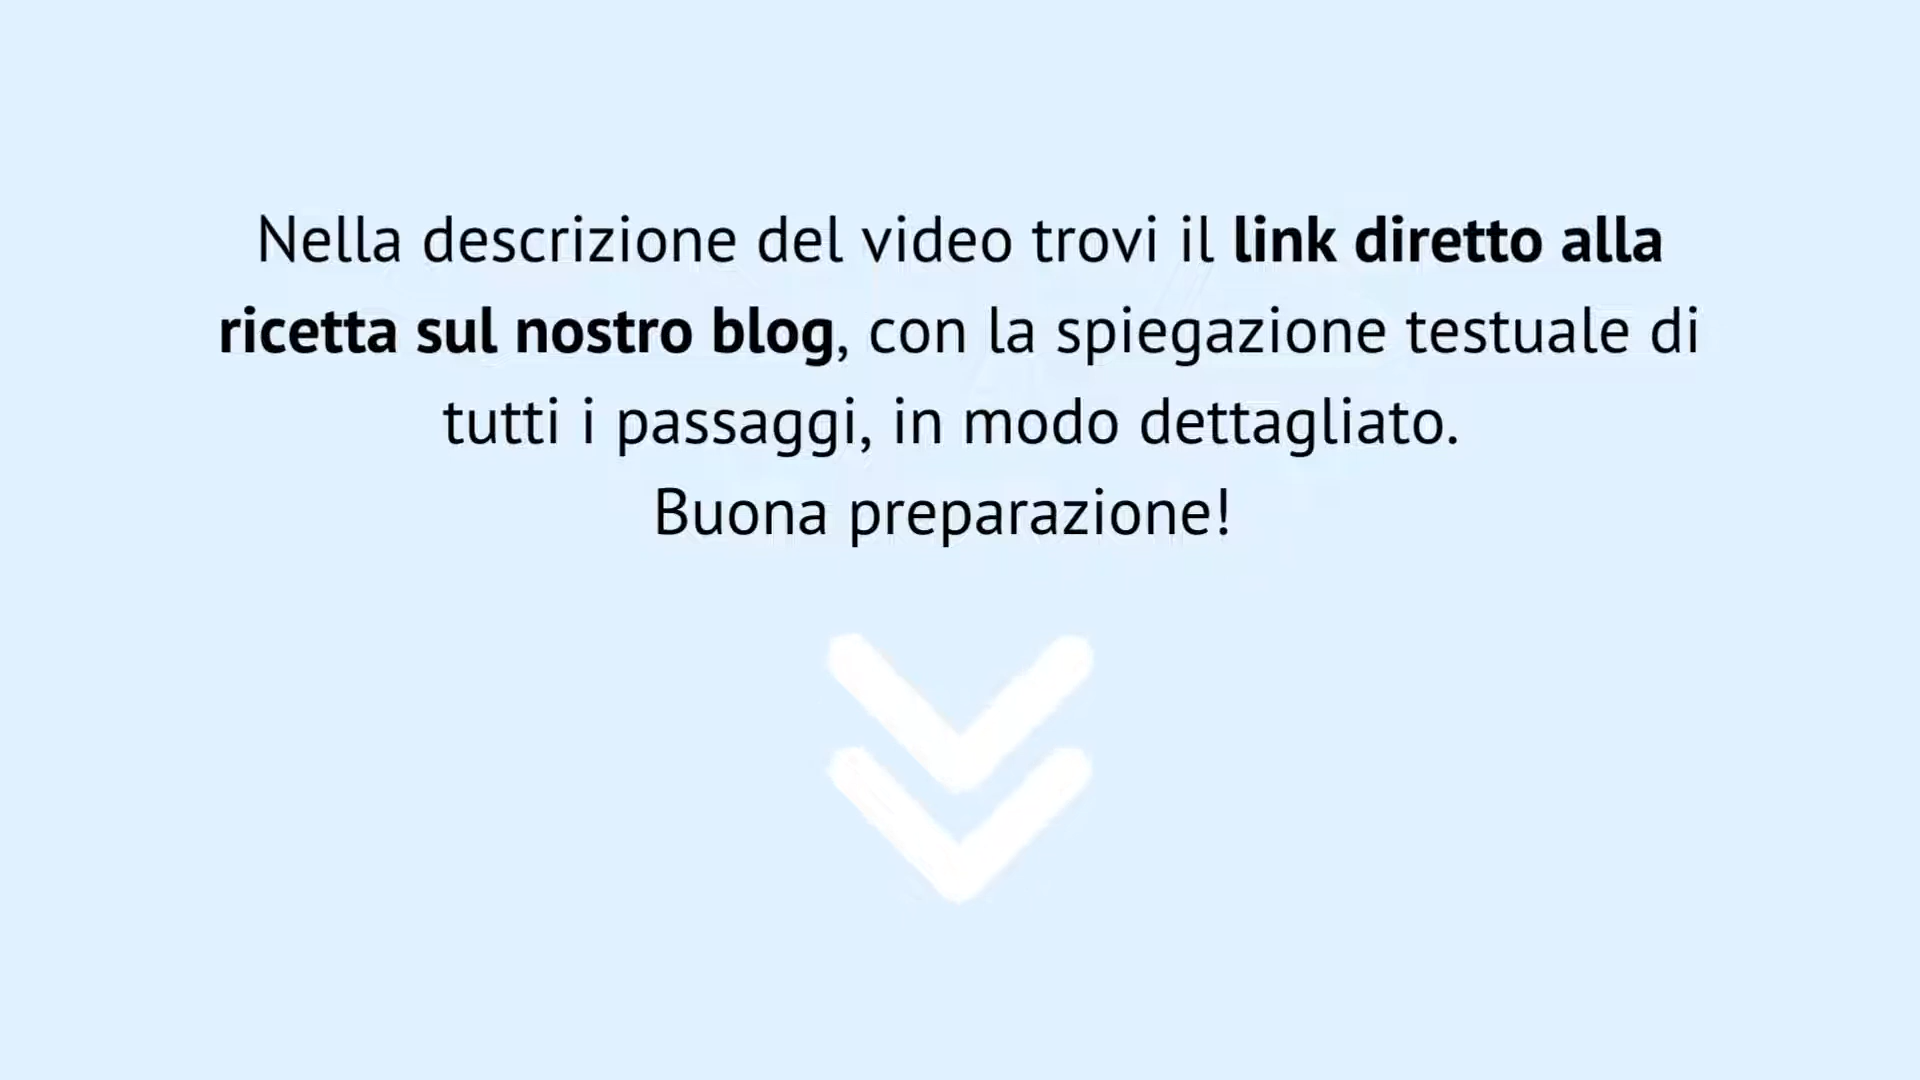 Nella descrizione del video trovi il link diretto alla
ricetta sul nostro blog, con la spiegazione testuale di
tutti i passaggi, in modo dettagliato.
Buona preparazione!